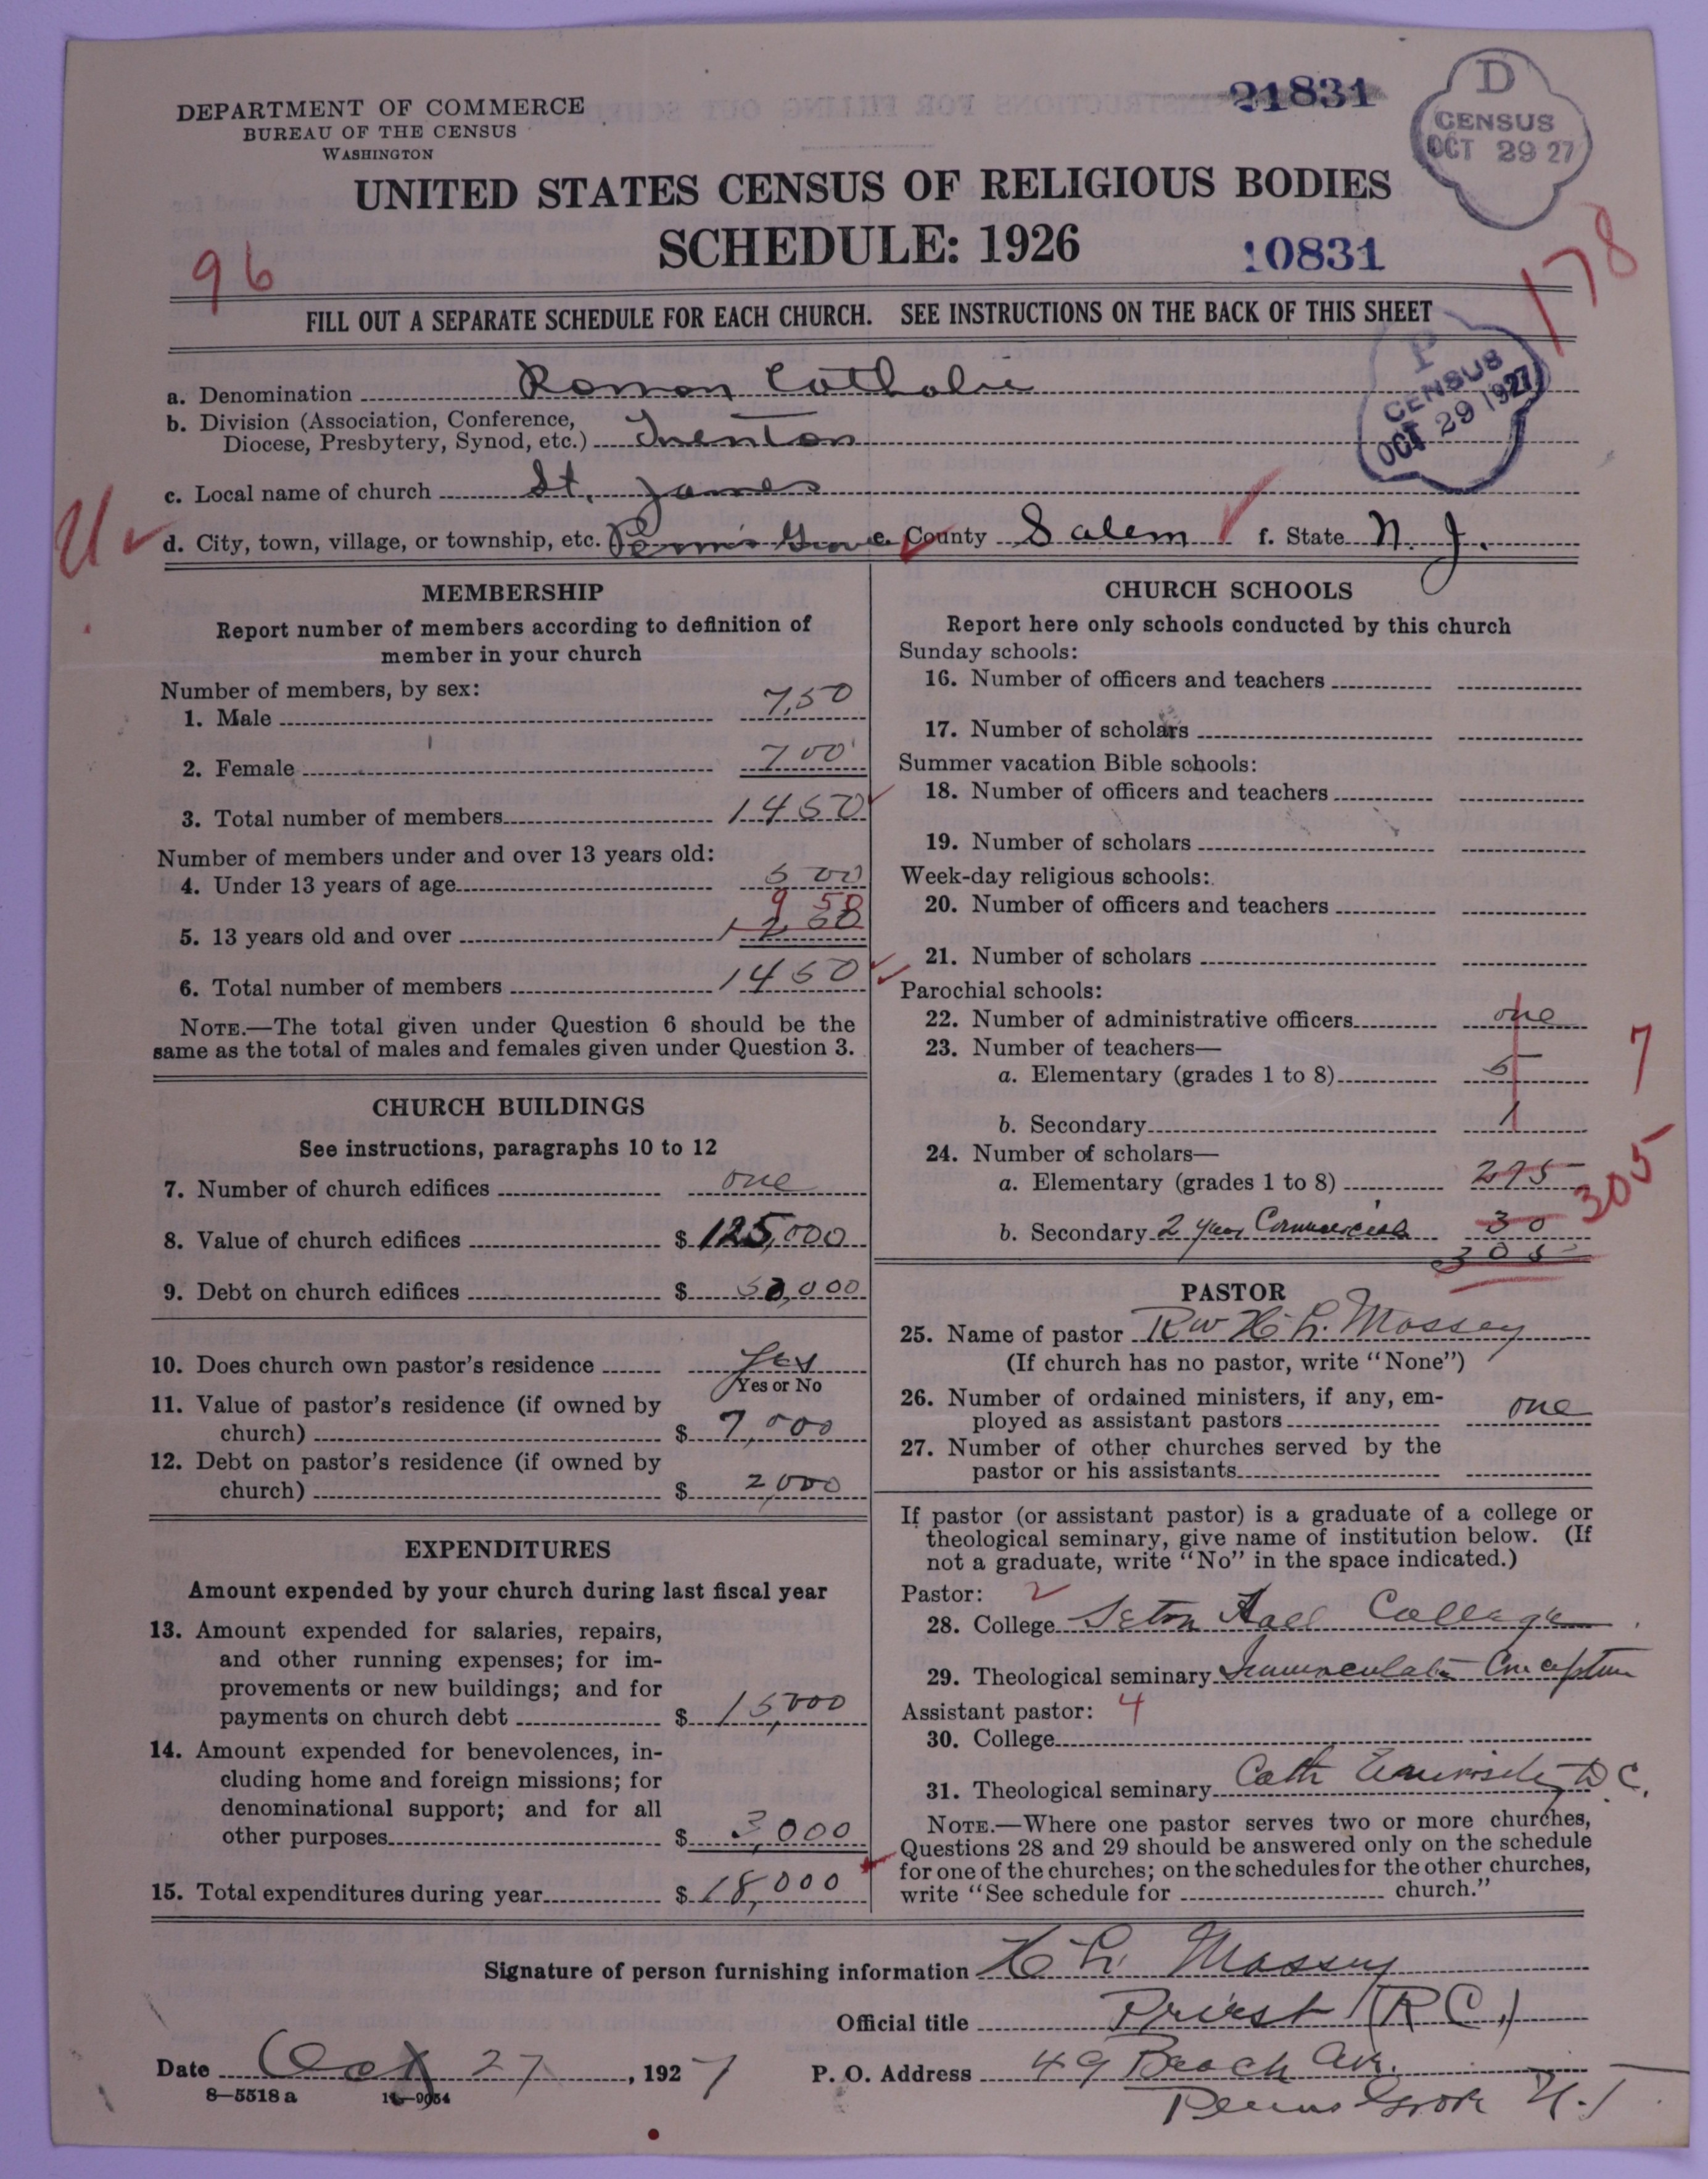 DEPARTMENT OF COMMERCE
BUREAU OF THE CENSUS
WASHINGTON
21831
D
CENSUS
OCT 29 27
UNITED STATES CENSUS OF RELIGIOUS BODIES
SCHEDULE: 1926
10831
96
178
FILL OUT A SEPARATE SCHEDULE FOR EACH CHURCH. SEE INSTRUCTIONS ON THE BACK OF THIS SHEET
P
CENSUS
OCT 29 1927
a. Denomination Roman Catholic
b. Division (Association, Conference,
Diocese, Presbytery, Synod, etc.) Trenton
c. Local name of church St. James
d. City, town, village, or township, etc. Penns Grove e. County Salem f. State N. J.
MEMBERSHIP
Report number of members according to definition of
member in your church
Number of members, by sex:
1. Male 750
2. Female 700
3. Total number of members 1450
Number of members under and over 13 years old:
4. Under 13 years of age 500
950
5. 13 years old and over
6. Total number of members 1450
NOTE.—The total given under Question 6 should be the
same as the total of males and females given under Question 3.
CHURCH BUILDINGS
See instructions, paragraphs 10 to 12
7. Number of church edifices one
8. Value of church edifices $ 125,000
9. Debt on church edifices $ 50,000
10. Does church own pastor's residence Yes
Yes or No
11. Value of pastor's residence (if owned by
church) $ 7,000
12. Debt on pastor's residence (if owned by
church) $ 2,000
EXPENDITURES
Amount expended by your church during last fiscal year
13. Amount expended for salaries, repairs,
and other running expenses; for im-
provements or new buildings; and for
payments on church debt $ 15,000
14. Amount expended for benevolences, in-
cluding home and foreign missions; for
denominational support; and for all
other purposes $ 3,000
15. Total expenditures during year $ 18,000
CHURCH SCHOOLS
Report here only schools conducted by this church
Sunday schools:
16. Number of officers and teachers
17. Number of scholars
Summer vacation Bible schools:
18. Number of officers and teachers
19. Number of scholars
Week-day religious schools:
20. Number of officers and teachers
21. Number of scholars
Parochial schools:
22. Number of administrative officers one
23. Number of teachers—
a. Elementary (grades 1 to 8) 5
7
b. Secondary 1
24. Number of scholars—
a. Elementary (grades 1 to 8) 275
305
b. Secondary 2 year Commercial 30
305
PASTOR
25. Name of pastor Rev H. L. Massey
(If church has no pastor, write "None")
26. Number of ordained ministers, if any, em-
ployed as assistant pastors one
27. Number of other churches served by the
pastor or his assistants
If pastor (or assistant pastor) is a graduate of a college or
theological seminary, give name of institution below. (If
not a graduate, write "No" in the space indicated.)
Pastor: 2
28. College Seton Hall College
29. Theological seminary Immaculate Conception
Assistant pastor: 4
30. College
31. Theological seminary Cath University D C.
NOTE.—Where one pastor serves two or more churches,
Questions 28 and 29 should be answered only on the schedule
for one of the churches; on the schedules for the other churches,
write "See schedule for church."
Signature of person furnishing information H. L. Massey
Official title Priest (R C.)
Date Oct 27, 1927 P. O. Address 49 Beach Ave.
Penns Grove N. J
8—5518 a 11—9054